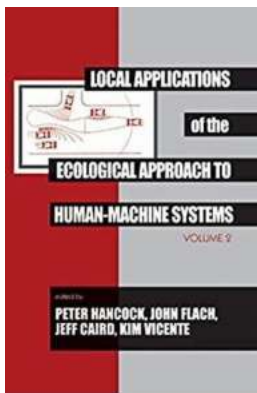 LOCAL APPLICATIONS
of the
ECOLOGICAL APPROACH TO
HUMAN-MACHINE SYSTEMS
VOLUME 2
edited by
PETER HANCOCK, JOHN FLACH,
JEFF CAIRD, KIM VICENTE